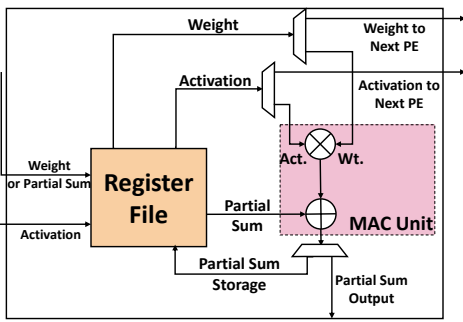 Weight
Weight to
Next PE
Activation
Activation to
Next PE
Act.
Wt.
Weight
or Partial Sum
Register
File
Partial
Sum
MAC Unit
Activation
Partial Sum
Storage
Partial Sum
Output